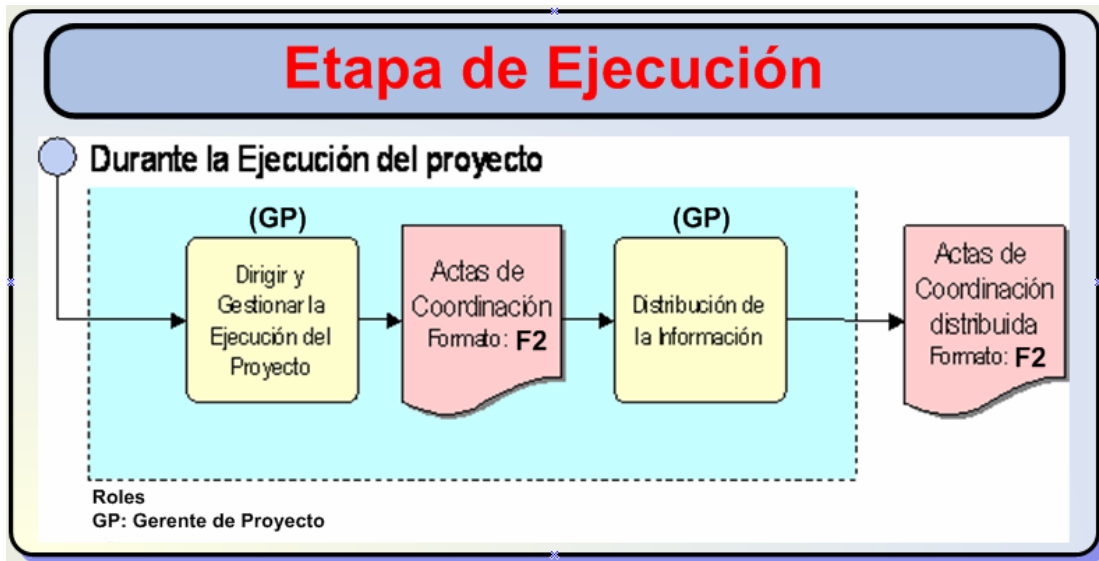 Etapa de Ejecución
Durante la Ejecución del proyecto
(GP)
Dirigir y
Gestionar la
Ejecución del
Proyecto
Actas de
Coordinación
Formato: F2
(GP)
Distribución de
la Información
Actas de
Coordinación
distribuida
Formato: F2
Roles
GP: Gerente de Proyecto